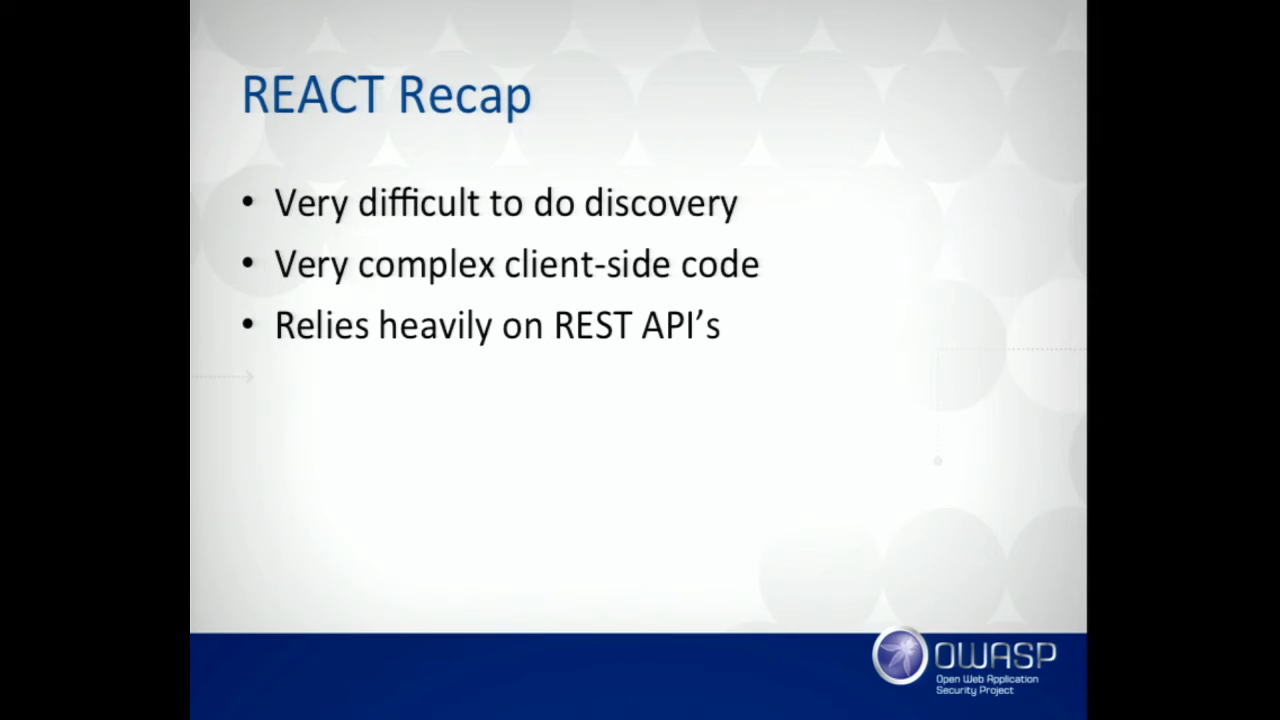 REACT Recap
• Very difficult to do discovery
• Very complex client-side code
• Relies heavily on REST API’s
OWASP
Open Web Application
Security Project